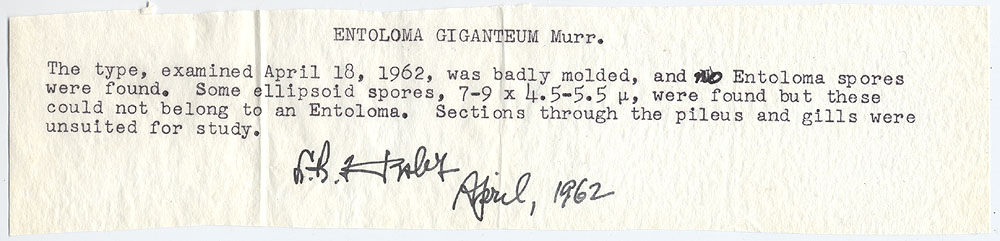 ENTOLOMA GIGANTEUM Murr.
The type, examined April 18, 1962, was badly molded, and no Entoloma spores
were found. Some ellipsoid spores, 7-9 x 4.5-5.5 µ, were found but these
could not belong to an Entoloma. Sections through the pileus and gills were
unsuited for study.
L.R. Hesler
April, 1962